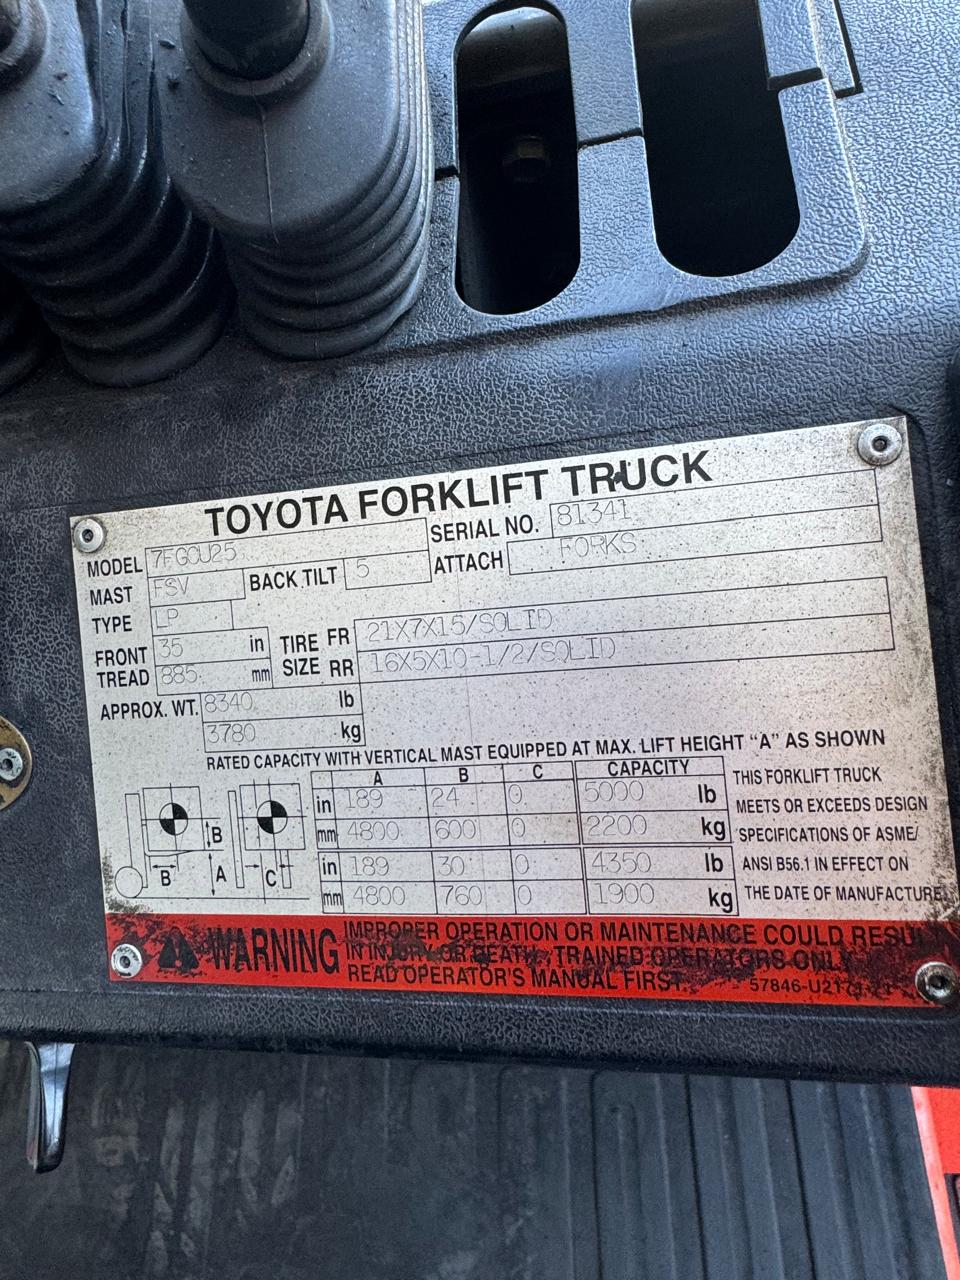 TOYOTA FORKLIFT TRUCK
MODEL 7FGCU25 SERIAL NO. 81341
MAST FSV BACK TILT 5 ATTACH FORKS
TYPE LP
FRONT TREAD 35 in TIRE SIZE FR 21X7X15/SOLID
885 mm RR 16X5X10-1/2/SOLID
APPROX. WT. 8340 lb
3780 kg
RATED CAPACITY WITH VERTICAL MAST EQUIPPED AT MAX. LIFT HEIGHT "A" AS SHOWN
A B C CAPACITY
in 189 24 0 5000 lb
mm 4800 600 0 2200 kg
in 189 30 0 4350 lb
mm 4800 760 0 1900 kg
B
B A C
THIS FORKLIFT TRUCK
MEETS OR EXCEEDS DESIGN
SPECIFICATIONS OF ASME/
ANSI B56.1 IN EFFECT ON
THE DATE OF MANUFACTURE
WARNING
IMPROPER OPERATION OR MAINTENANCE COULD RESU
IN INJURY OR DEATH. TRAINED OPERATORS ONLY
READ OPERATOR'S MANUAL FIRST.